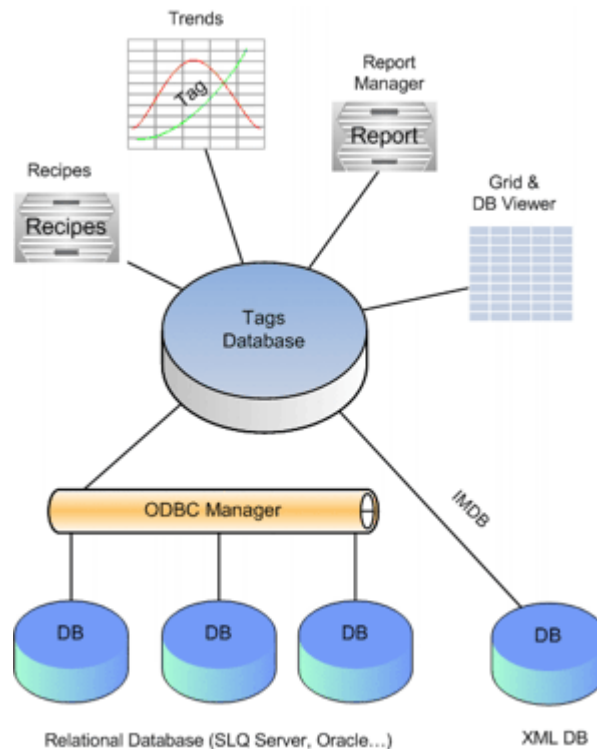 Trends
Tag
Report
Manager
Report
Recipes
Recipes
Grid &
DB Viewer
Tags
Database
ODBC Manager
IMDB
DB
DB
DB
DB
Relational Database (SLQ Server, Oracle...)
XML DB